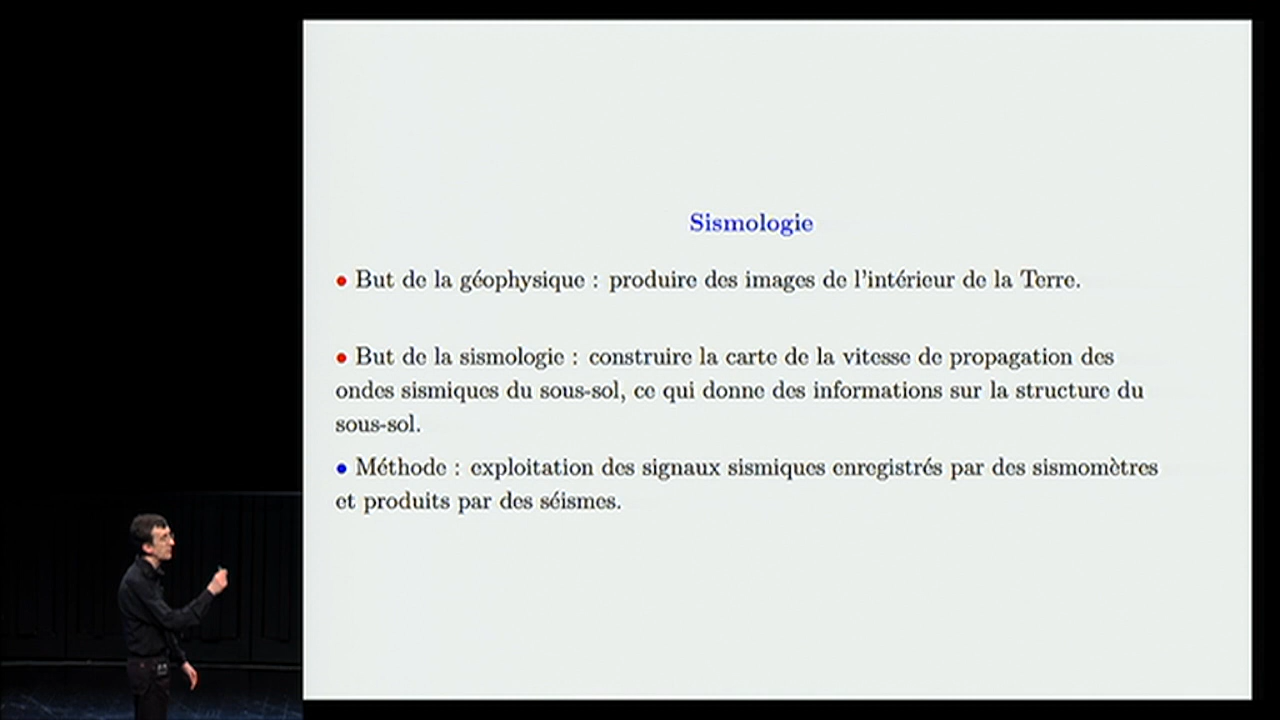 Sismologie
• But de la géophysique : produire des images de l'intérieur de la Terre.
• But de la sismologie : construire la carte de la vitesse de propagation des
ondes sismiques du sous-sol, ce qui donne des informations sur la structure du
sous-sol.
• Méthode : exploitation des signaux sismiques enregistrés par des sismomètres
et produits par des séismes.